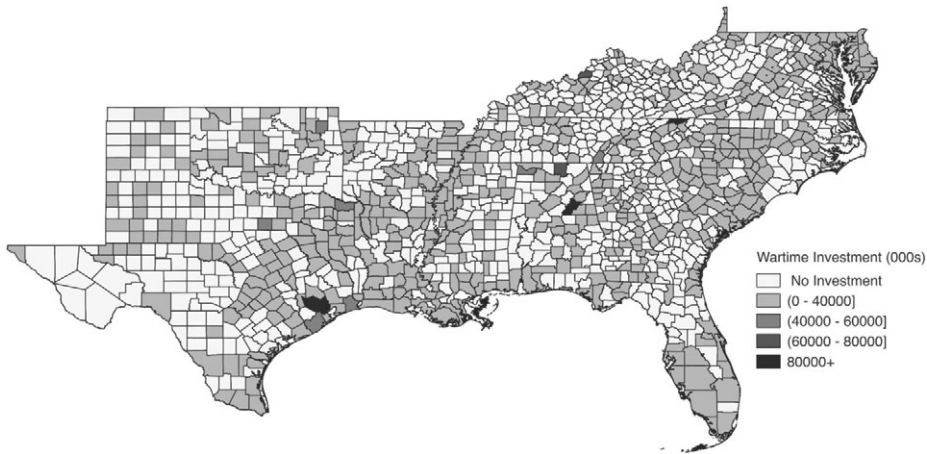 Wartime Investment (000s)
No Investment
(0 - 40000]
(40000 - 60000]
(60000 - 80000]
80000+